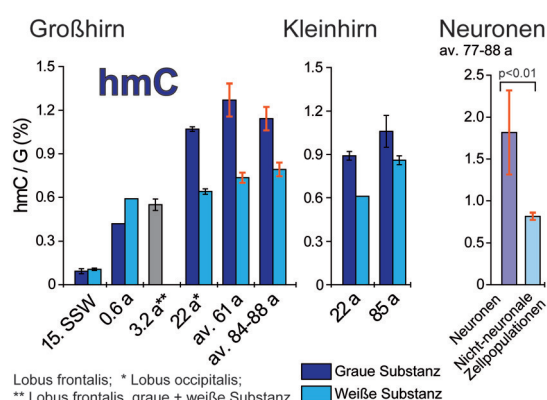 Großhirn
Kleinhirn
Neuronen
av. 77-88 a
hmC
hmC / G (%)
1.5
1.2
0.9
0.6
0.3
0
15. SSW
0.6 a
3.2 a**
22 a*
av. 61 a
av. 84-88 a
1.5
1.2
0.9
0.6
0.3
0
22 a
85 a
p<0.01
2.5
2.0
1.5
1.0
0.5
0
Neuronen
Nicht-neuronale
Zellpopulationen
Lobus frontalis; * Lobus occipitalis;
** Lobus frontalis, graue + weiße Substanz
Graue Substanz
Weiße Substanz